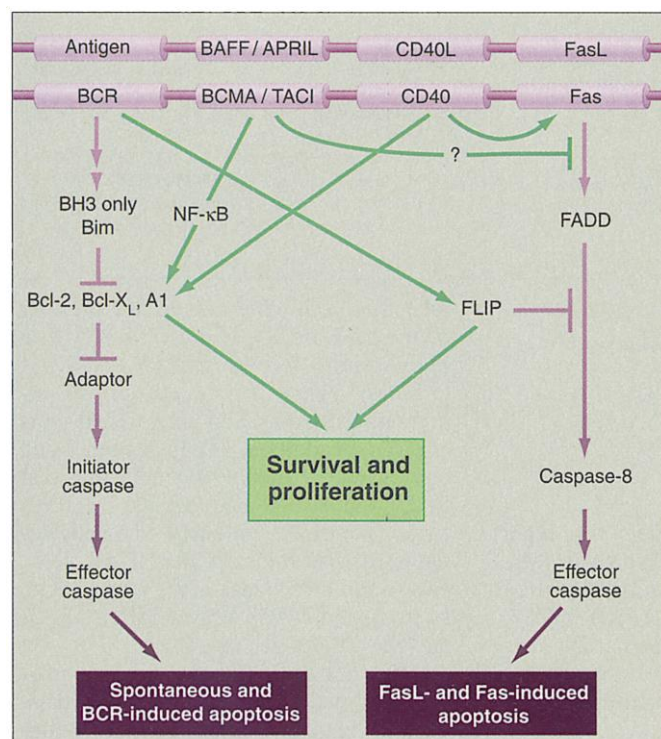 Antigen
BAFF / APRIL
CD40L
FasL
BCR
BCMA / TACI
CD40
Fas
?
BH3 only
Bim
NF-κB
FADD
Bcl-2, Bcl-X_L, A1
FLIP
Adaptor
Survival and
proliferation
Initiator
caspase
Caspase-8
Effector
caspase
Effector
caspase
Spontaneous and
BCR-induced apoptosis
FasL- and Fas-induced
apoptosis